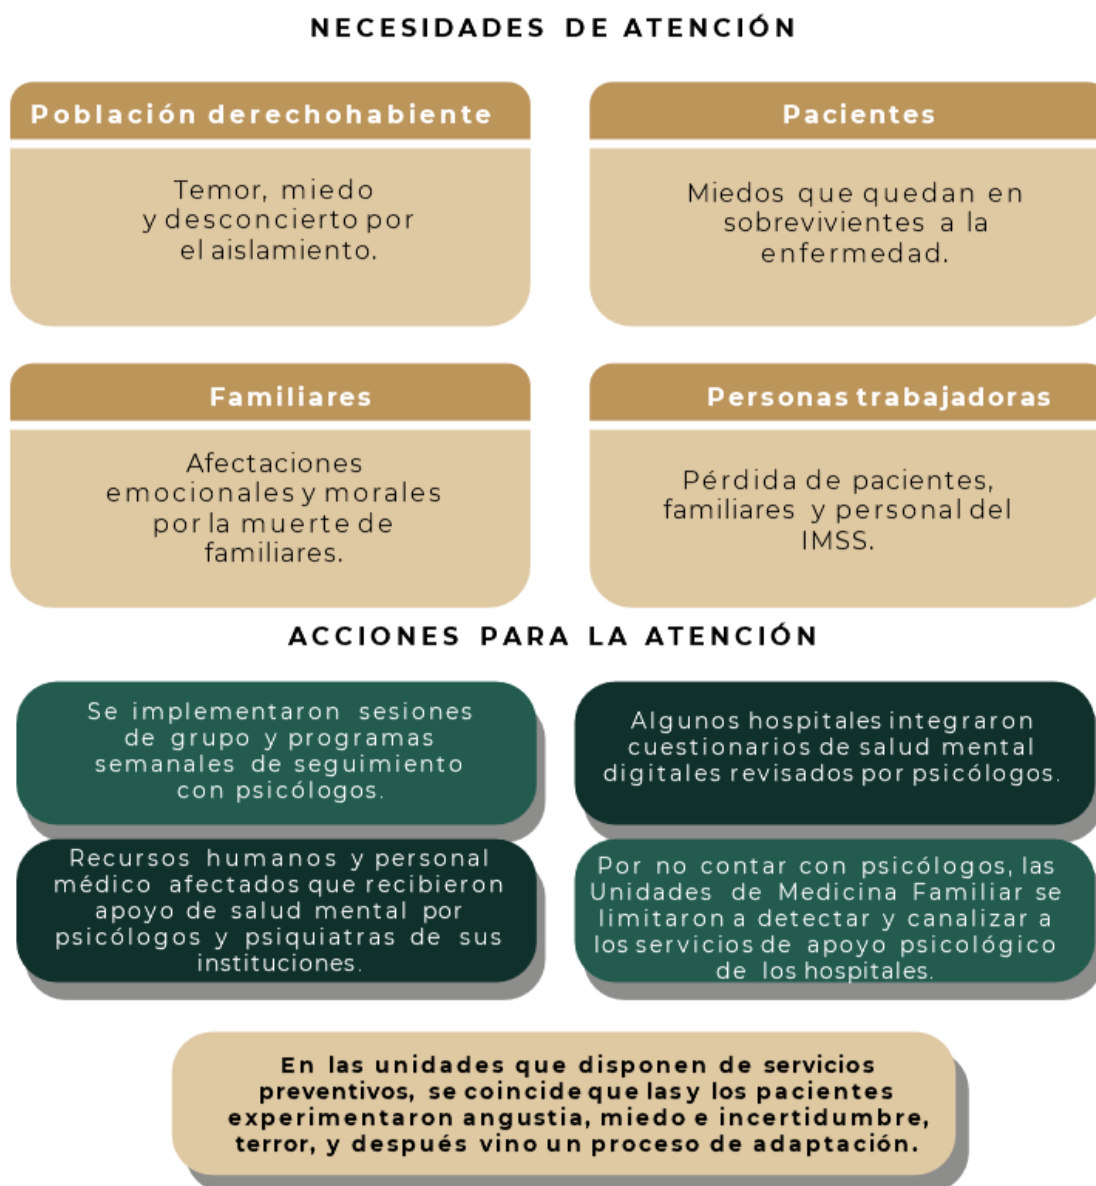 NECESIDADES DE ATENCIÓN
Población derechohabiente
Temor, miedo
y desconcierto por
el aislamiento.
Pacientes
Miedos que quedan en
sobrevivientes a la
enfermedad.
Familiares
Afectaciones
emocionales y morales
por la muerte de
familiares.
Personas trabajadoras
Pérdida de pacientes,
familiares y personal del
IMSS.
ACCIONES PARA LA ATENCIÓN
Se implementaron sesiones
de grupo y programas
semanales de seguimiento
con psicólogos.
Algunos hospitales integraron
cuestionarios de salud mental
digitales revisados por psicólogos.
Recursos humanos y personal
médico afectados que recibieron
apoyo de salud mental por
psicólogos y psiquiatras de sus
instituciones.
Por no contar con psicólogos, las
Unidades de Medicina Familiar se
limitaron a detectar y canalizar a
los servicios de apoyo psicológico
de los hospitales.
En las unidades que disponen de servicios
preventivos, se coincide que las y los pacientes
experimentaron angustia, miedo e incertidumbre,
terror, y después vino un proceso de adaptación.